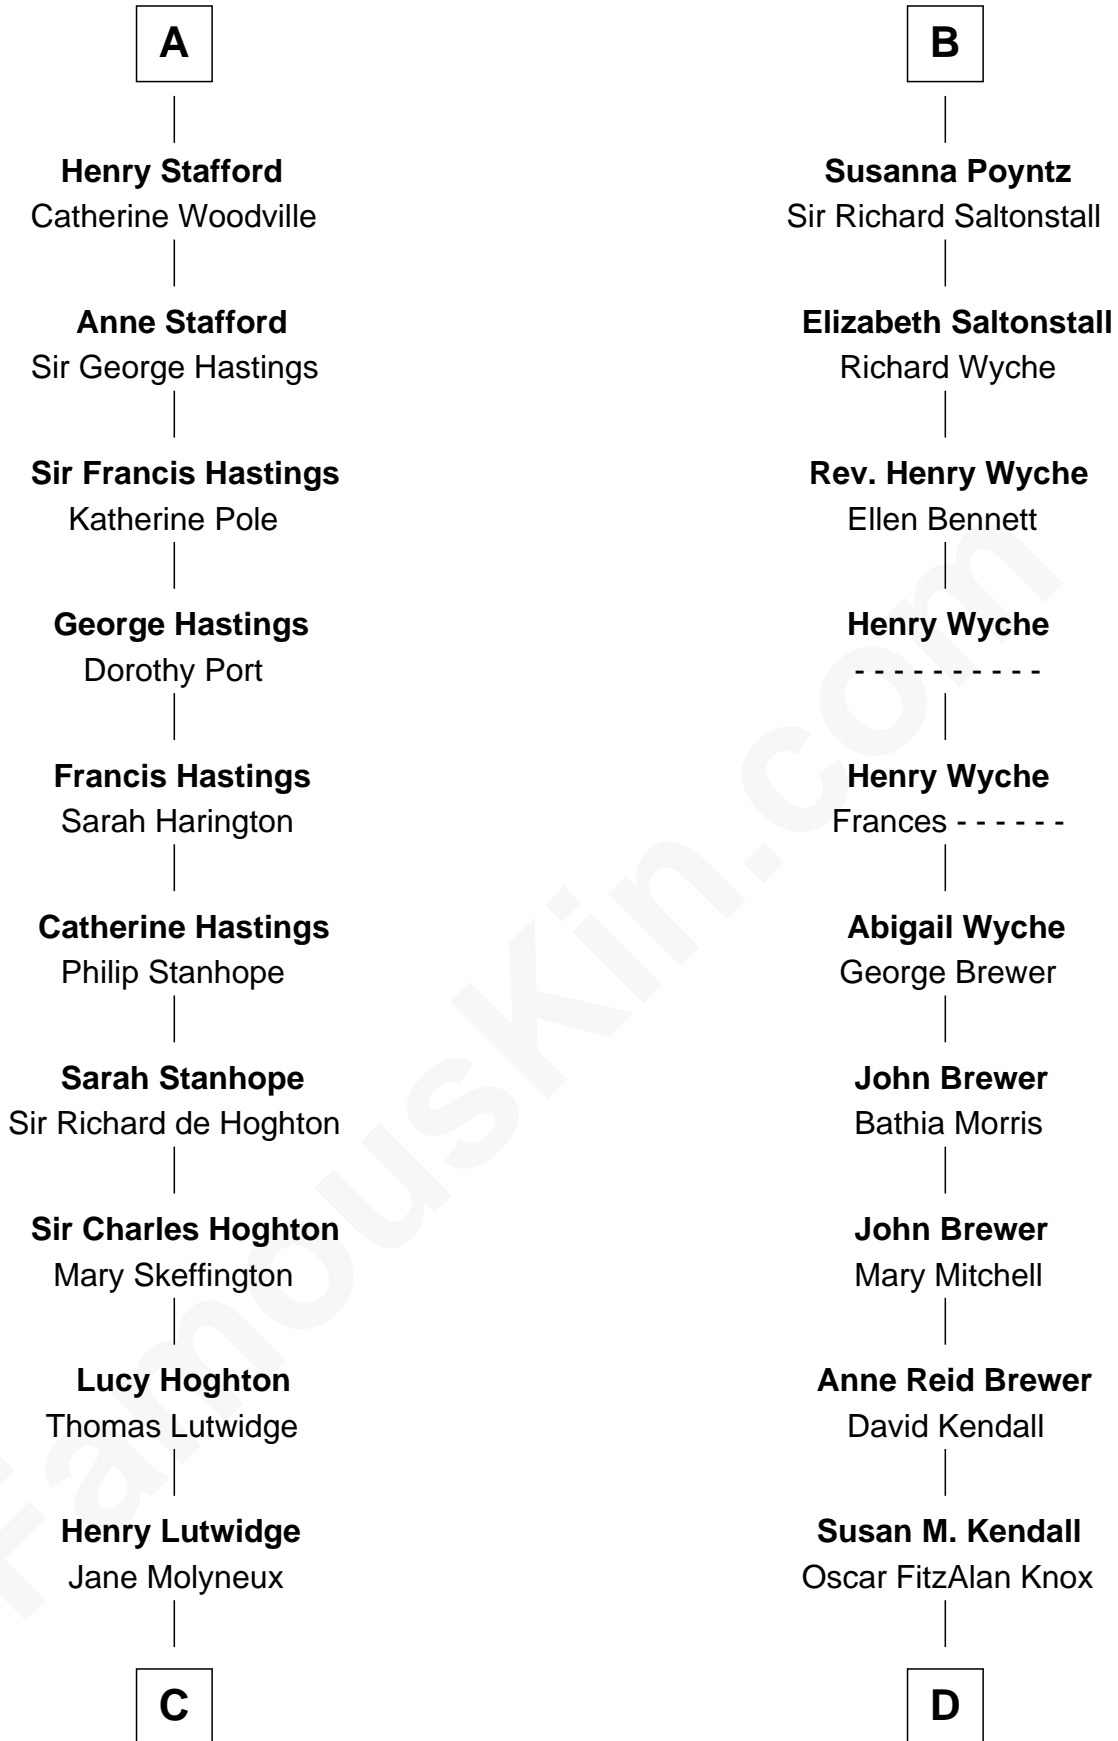 A
Henry Stafford
Catherine Woodville
Anne Stafford
Sir George Hastings
Sir Francis Hastings
Katherine Pole
George Hastings
Dorothy Port
Francis Hastings
Sarah Harington
Catherine Hastings
Philip Stanhope
Sarah Stanhope
Sir Richard de Hoghton
Sir Charles Hoghton
Mary Skeffington
Lucy Hoghton
Thomas Lutwidge
Henry Lutwidge
Jane Molyneux
C
B
Susanna Poyntz
Sir Richard Saltonstall
Elizabeth Saltonstall
Richard Wyche
Rev. Henry Wyche
Ellen Bennett
Henry Wyche
- - - - - - - - - -
Henry Wyche
Frances - - - - - -
Abigail Wyche
George Brewer
John Brewer
Bathia Morris
John Brewer
Mary Mitchell
Anne Reid Brewer
David Kendall
Susan M. Kendall
Oscar FitzAlan Knox
D
FamousKin.com